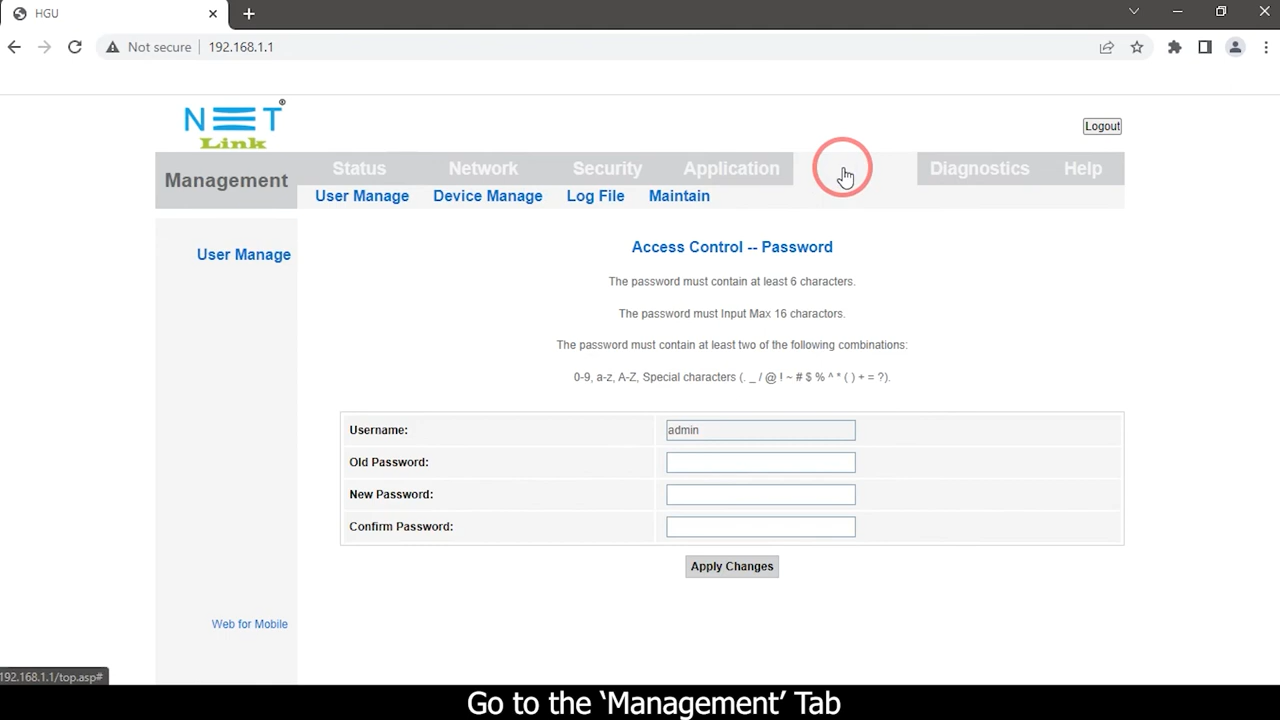 HGU
Not secure 192.168.1.1
NET®
Link
Logout
Management
Status Network Security Application Diagnostics Help
User Manage Device Manage Log File Maintain
User Manage
Access Control -- Password
The password must contain at least 6 characters.
The password must Input Max 16 charactors.
The password must contain at least two of the following combinations:
0-9, a-z, A-Z, Special characters (. _ / @ ! ~ # $ % ^ * ( ) + = ?).
Username: admin
Old Password:
New Password:
Confirm Password:
Apply Changes
Web for Mobile
192.168.1.1/top.asp#
Go to the ‘Management’ Tab